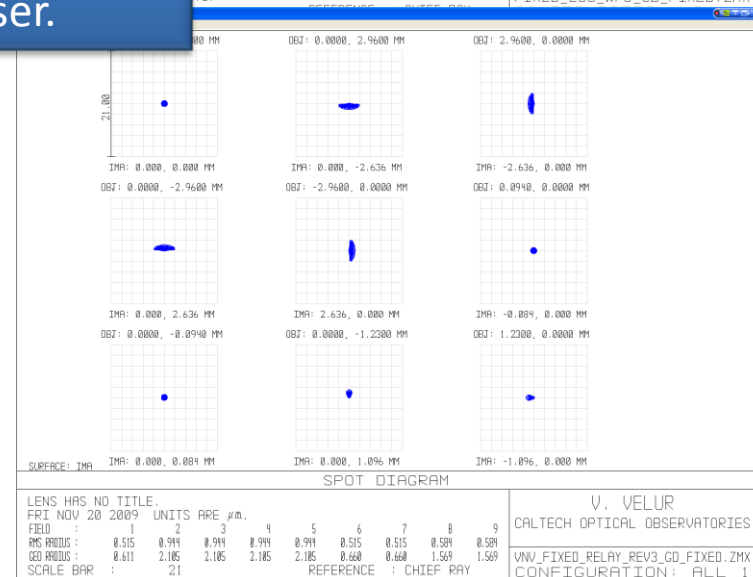 ser.
REFERENCE : CHIEF RAY
00 MM
OBJ: 0.0000, 2.9600 MM
OBJ: 2.9600, 0.0000 MM
21.00
IMA: 0.000, 0.000 MM
IMA: 0.000, -2.636 MM
IMA: -2.636, 0.000 MM
OBJ: 0.0000, -2.9600 MM
OBJ: -2.9600, 0.0000 MM
OBJ: 0.0940, 0.0000 MM
IMA: 0.000, 2.636 MM
IMA: 2.636, 0.000 MM
IMA: -0.084, 0.000 MM
OBJ: 0.0000, -0.0940 MM
OBJ: 0.0000, -1.2300 MM
OBJ: 1.2300, 0.0000 MM
IMA: 0.000, 0.084 MM
IMA: 0.000, 1.096 MM
IMA: -1.096, 0.000 MM
SURFACE: IMA
SPOT DIAGRAM
LENS HAS NO TITLE.
FRI NOV 20 2009 UNITS ARE µm.
FIELD : 1 2 3 4 5 6 7 8 9
RMS RADIUS : 0.515 0.944 0.944 0.944 0.944 0.515 0.515 0.584 0.584
GEO RADIUS : 0.611 2.105 2.105 2.105 2.105 0.660 0.660 1.569 1.569
SCALE BAR : 21 REFERENCE : CHIEF RAY
V. VELUR
CALTECH OPTICAL OBSERVATORIES
VNV_FIXED_RELAY_REV3_GD_FIXED.ZMX
CONFIGURATION: ALL 1